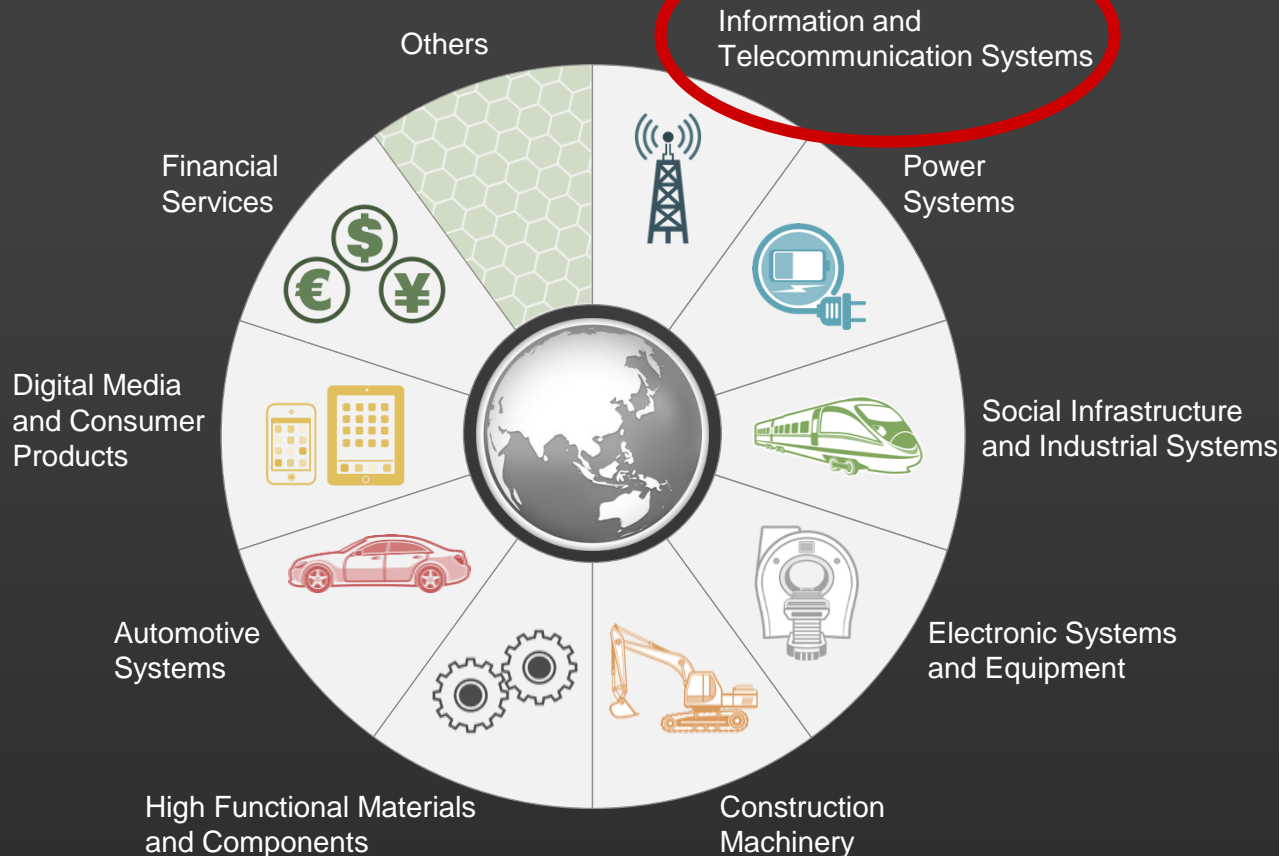 Information and
Telecommunication Systems
Power
Systems
Social Infrastructure
and Industrial Systems
Electronic Systems
and Equipment
Construction
Machinery
High Functional Materials
and Components
Automotive
Systems
Digital Media
and Consumer
Products
Financial
Services
Others
$
€
¥